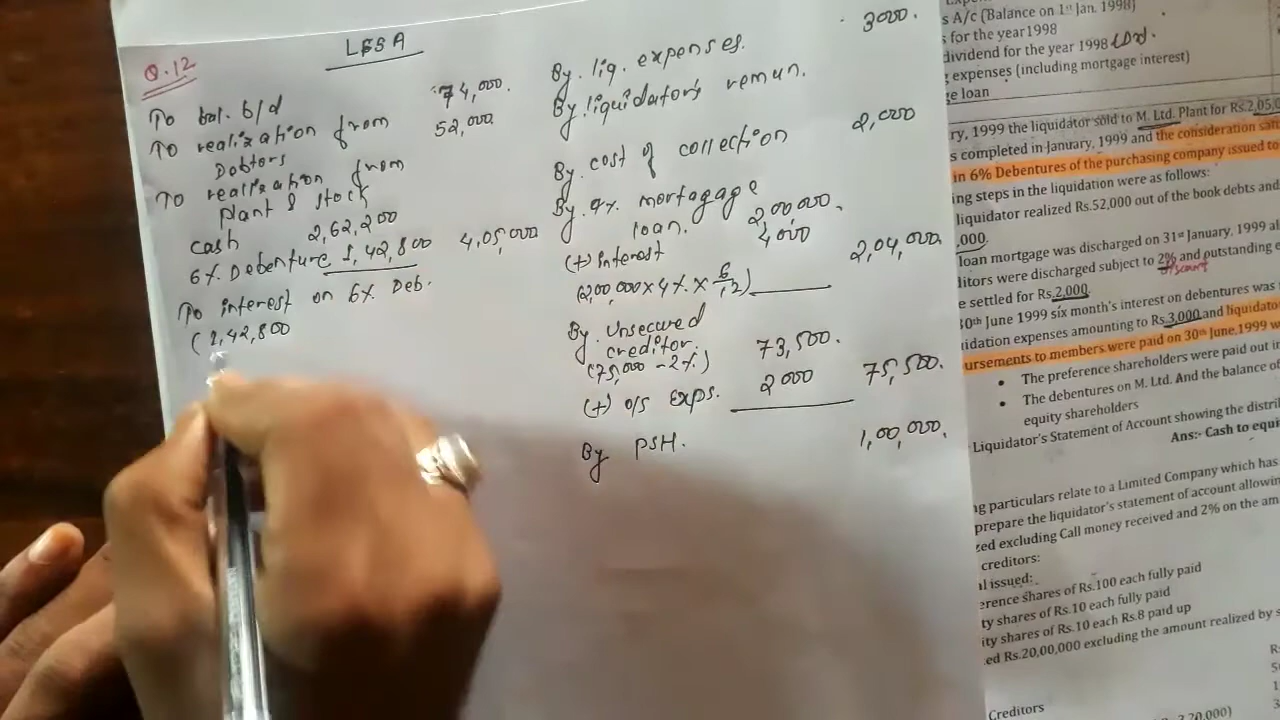 Q.12
LFSA
To bal. b/d 74,000.
To realization from Debtors 52,000
To realization from
plant & stock
cash 2,62,200
6% Debenture 1,42,800 4,05,000
To interest on 6% Deb.
(1,42,800
By. liq. expenses. 3000.
By. liquidator's remun.
By. cost of collection 2,000
By. 4%. mortagage
loan. 2,00,000.
(+) interest 4,000 2,04,000.
(2,00,000 x 4% x 6/12)
By. Unsecured
creditor. 73,500.
(75,000 - 2%)
(+) o/s Exps. 2000 75,500.
By PSH. 1,00,000.
s A/c (Balance on 1st Jan. 1998)
s for the year 1998
dividend for the year 1998
expenses (including mortgage interest)
ge loan
ry, 1999 the liquidator sold to M. Ltd. Plant for Rs.2,05,
s completed in January, 1999 and the consideration
in 6% Debentures of the purchasing company issued to
ing steps in the liquidation were as follows:
liquidator realized Rs.52,000 out of the book debts and
,000.
loan mortgage was discharged on 31st January, 1999
ditors were discharged subject to 2% and outstanding
discount
e settled for Rs.2,000.
30th June 1999 six month's interest on debentures was
idation expenses amounting to Rs.3,000 and liquidato
ursements to members were paid on 30th June, 1999
• The preference shareholders were paid out
• The debentures on M. Ltd. And the balance
equity shareholders
Liquidator's Statement of Account showing the distri
Ans:- Cash to equi
ng particulars relate to a Limited Company which has
prepare the liquidator's statement of account allowin
zed excluding Call money received and 2% on the am
creditors:
al issued:
erence shares of Rs.100 each fully paid
ty shares of Rs.10 each fully paid
ity shares of Rs.10 each Rs.8 paid up
ed Rs.20,00,000 excluding the amount realized by s
Creditors